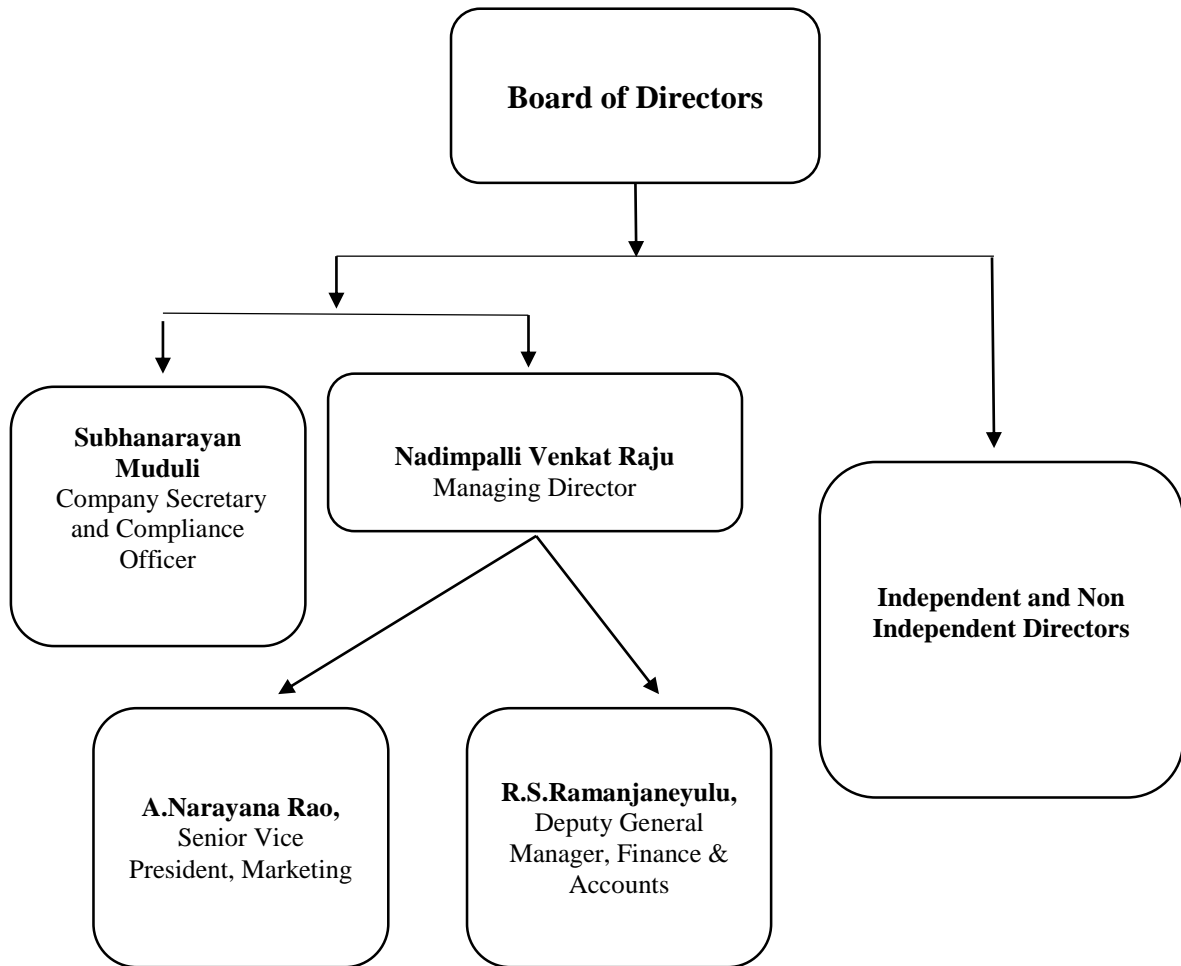 Board of Directors
Subhanarayan
Muduli
Company Secretary
and Compliance
Officer
Nadimpalli Venkat Raju
Managing Director
Independent and Non
Independent Directors
A.Narayana Rao,
Senior Vice
President, Marketing
R.S.Ramanjaneyulu,
Deputy General
Manager, Finance &
Accounts